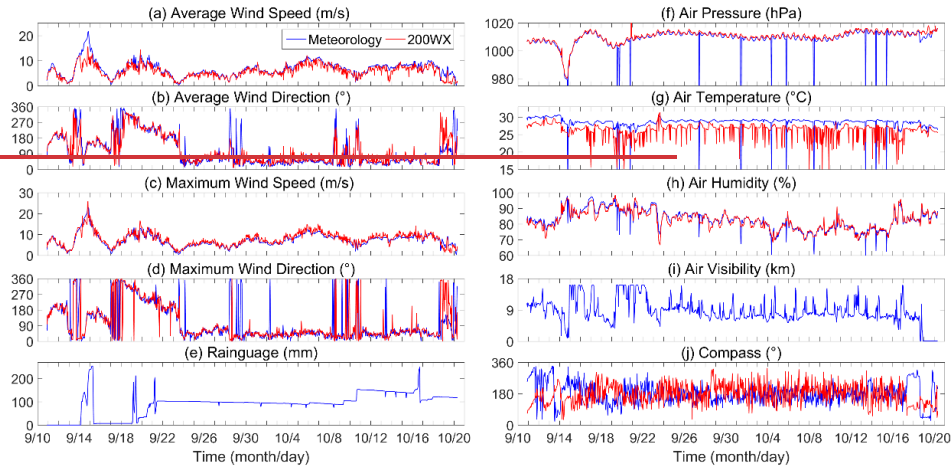 (a) Average Wind Speed (m/s)
20
10
0
Meteorology 200WX
(b) Average Wind Direction (°)
360
270
180
90
0
(c) Maximum Wind Speed (m/s)
30
20
10
0
(d) Maximum Wind Direction (°)
360
270
180
90
0
(e) Rainguage (mm)
200
100
0
9/10 9/14 9/18 9/22 9/26 9/30 10/4 10/8 10/12 10/16 10/20
Time (month/day)
(f) Air Pressure (hPa)
1020
1000
980
(g) Air Temperature (°C)
30
25
20
15
(h) Air Humidity (%)
100
90
80
70
60
(i) Air Visibility (km)
18
9
0
(j) Compass (°)
360
180
0
9/10 9/14 9/18 9/22 9/26 9/30 10/4 10/8 10/12 10/16 10/20
Time (month/day)